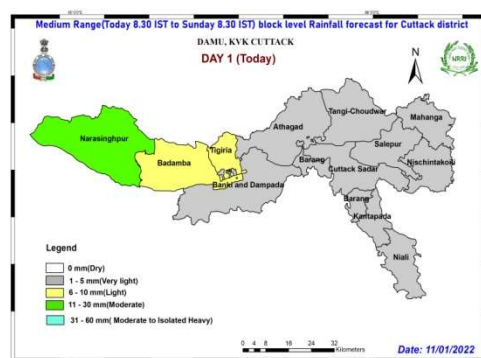 Medium Range(Today 8.30 IST to Sunday 8.30 IST) block level Rainfall forecast for Cuttack district
DAMU, KVK CUTTACK
DAY 1 (Today)
N
NRRI
Narasinghpur
Badamba
Tigiria
Banki and Dampada
Athagad
Tangi-Choudwar
Mahanga
Salepur
Nischintakoili
Barang
Cuttack Sadar
Barang
Kantapada
Niali
Legend
0 mm(Dry)
1 - 5 mm(Very light)
6 - 10 mm(Light)
11 - 30 mm(Moderate)
31 - 60 mm( Moderate to Isolated Heavy)
0 4 8 16 24 32
Kilometers
Date: 11/01/2022